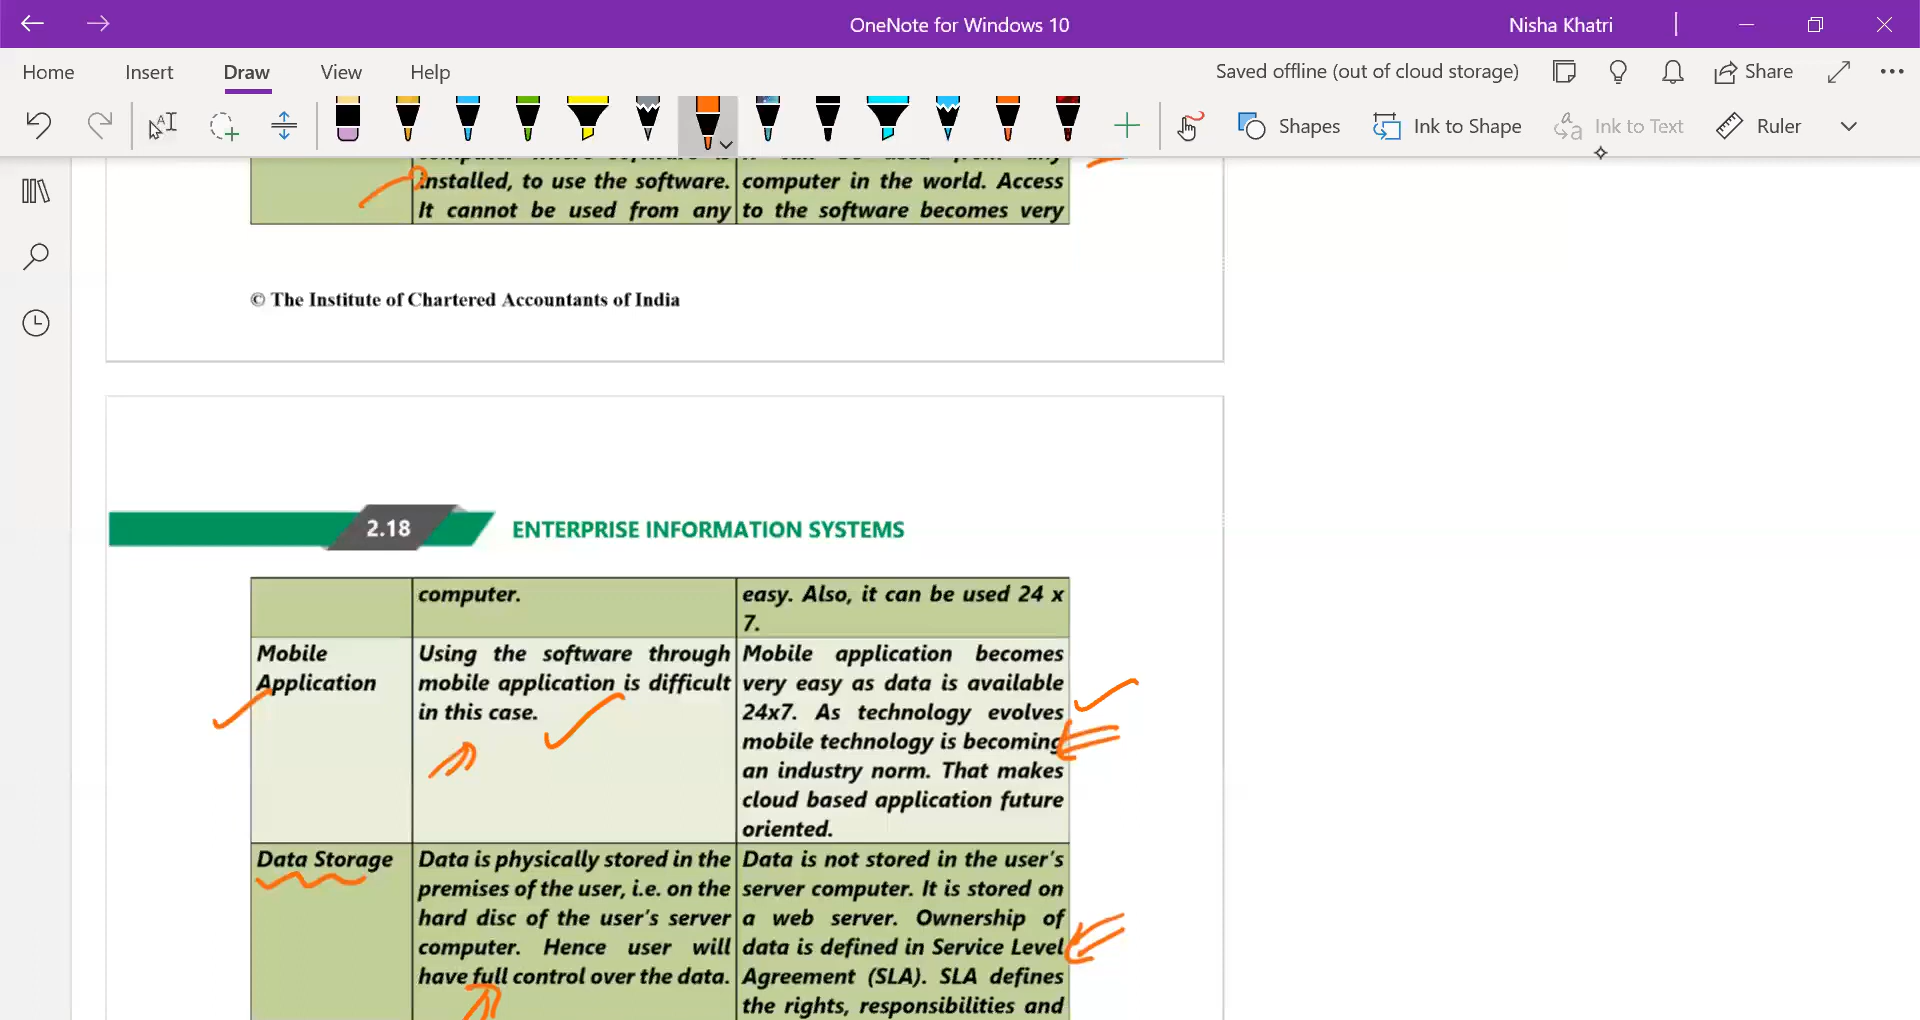 OneNote for Windows 10
Nisha Khatri
Home Insert Draw View Help
Saved offline (out of cloud storage)
Share
Shapes
Ink to Shape
Ink to Text
Ruler
installed, to use the software.
It cannot be used from any
computer in the world. Access
to the software becomes very
© The Institute of Chartered Accountants of India
2.18
ENTERPRISE INFORMATION SYSTEMS
computer.
easy. Also, it can be used 24 x
7.
Mobile
Application
Using the software through
mobile application is difficult
in this case.
Mobile application becomes
very easy as data is available
24x7. As technology evolves
mobile technology is becoming
an industry norm. That makes
cloud based application future
oriented.
Data Storage
Data is physically stored in the
premises of the user, i.e. on the
hard disc of the user's server
computer. Hence user will
have full control over the data.
Data is not stored in the user's
server computer. It is stored on
a web server. Ownership of
data is defined in Service Level
Agreement (SLA). SLA defines
the rights, responsibilities and